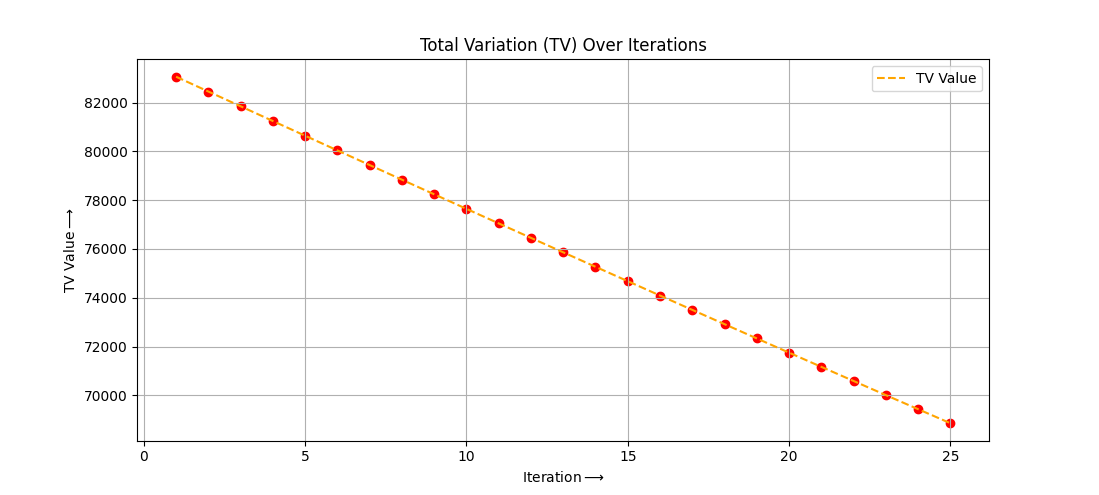 Total Variation (TV) Over Iterations
TV Value
82000
80000
78000
76000
74000
72000
70000
TV Value⟶
0 5 10 15 20 25
Iteration⟶